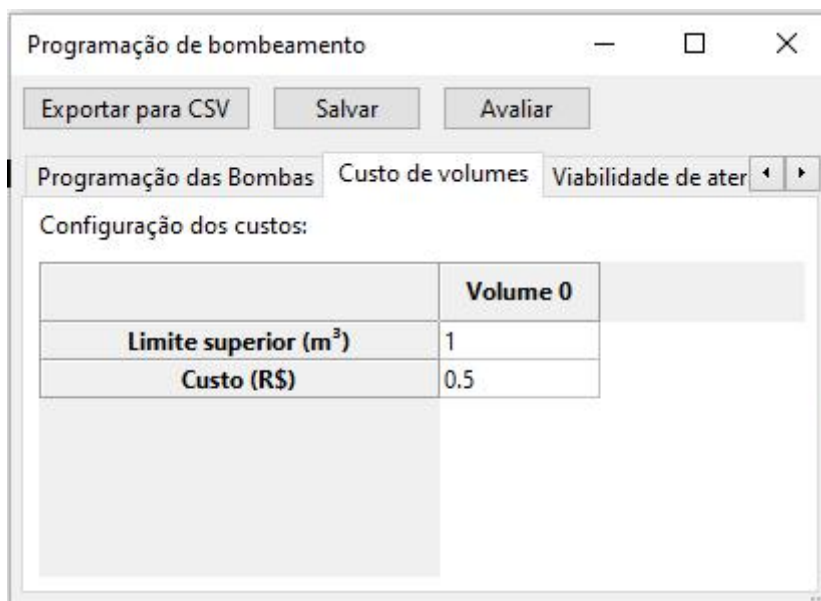 Programação de bombeamento
Exportar para CSV Salvar Avaliar
Programação das Bombas Custo de volumes Viabilidade de ater
Configuração dos custos:
Volume 0
Limite superior (m³) 1
Custo (R$) 0.5